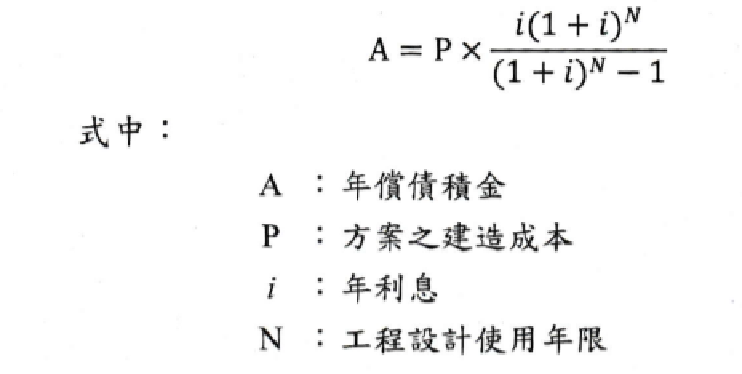 A = P × i(1 + i)^N / (1 + i)^N − 1
式中：
A ：年償債積金
P ：方案之建造成本
i ：年利息
N ：工程設計使用年限